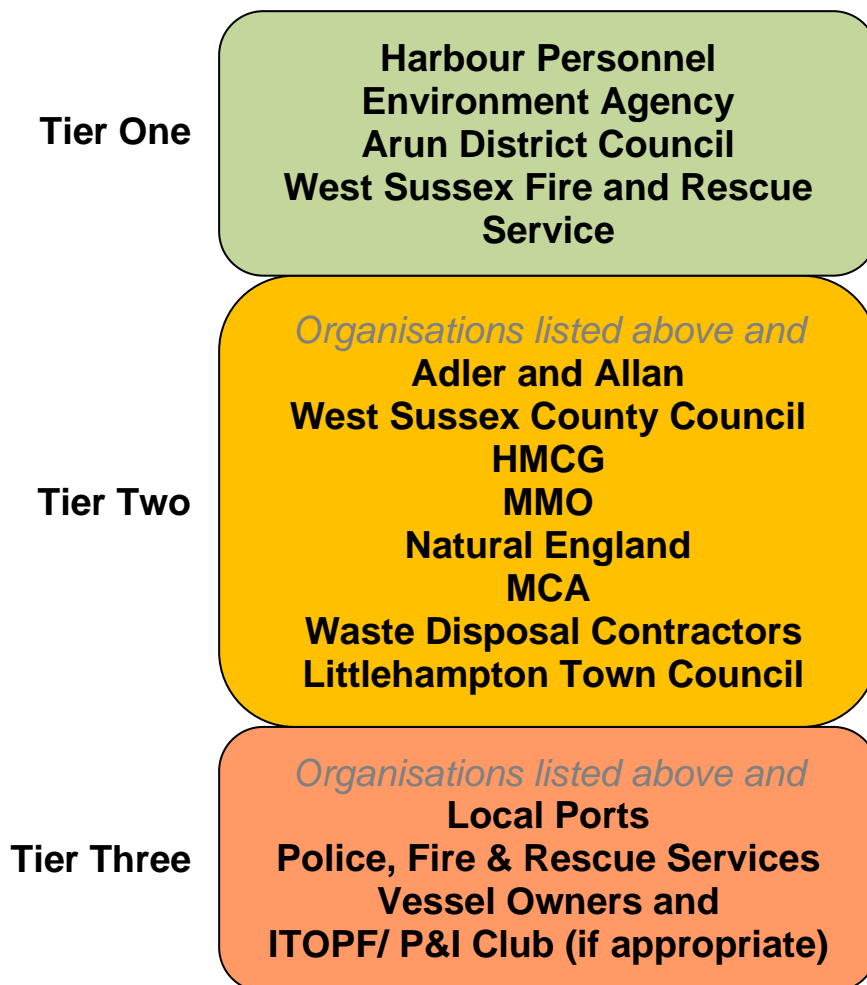 Tier One
Harbour Personnel
Environment Agency
Arun District Council
West Sussex Fire and Rescue
Service
Tier Two
Organisations listed above and
Adler and Allan
West Sussex County Council
HMCG
MMO
Natural England
MCA
Waste Disposal Contractors
Littlehampton Town Council
Tier Three
Organisations listed above and
Local Ports
Police, Fire & Rescue Services
Vessel Owners and
ITOPF/ P&I Club (if appropriate)